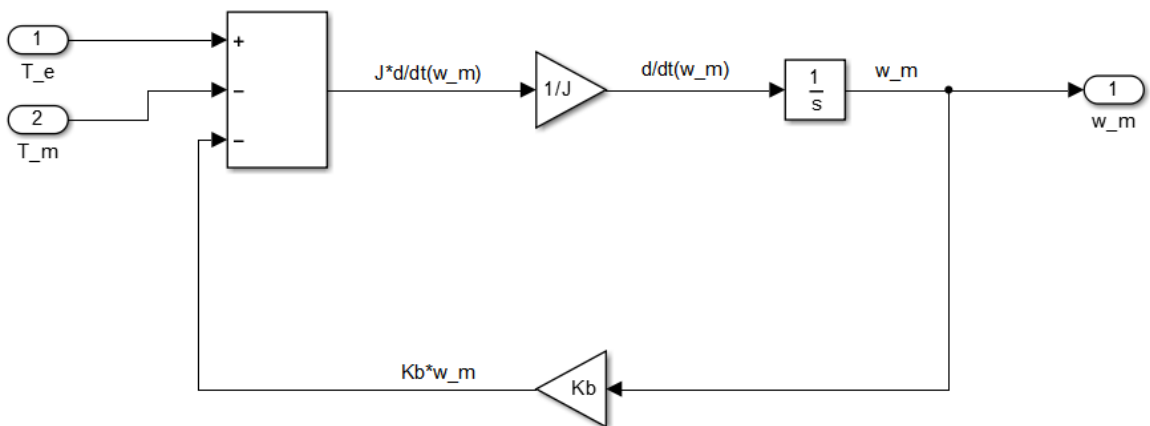 1
T_e
2
T_m
+
−
−
J*d/dt(w_m)
1/J
d/dt(w_m)
1
s
w_m
1
w_m
Kb*w_m
Kb